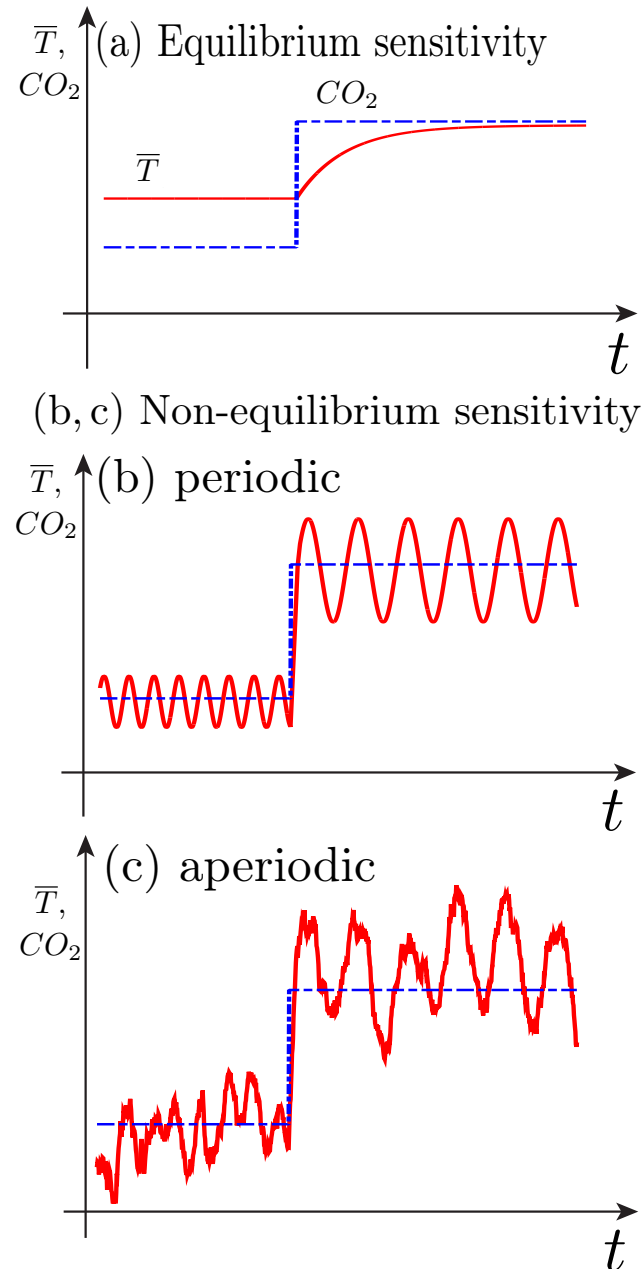 T̅, (a) Equilibrium sensitivity
CO₂
CO₂
T̅
t
(b, c) Non-equilibrium sensitivity
T̅, (b) periodic
CO₂
t
(c) aperiodic
T̅,
CO₂
t